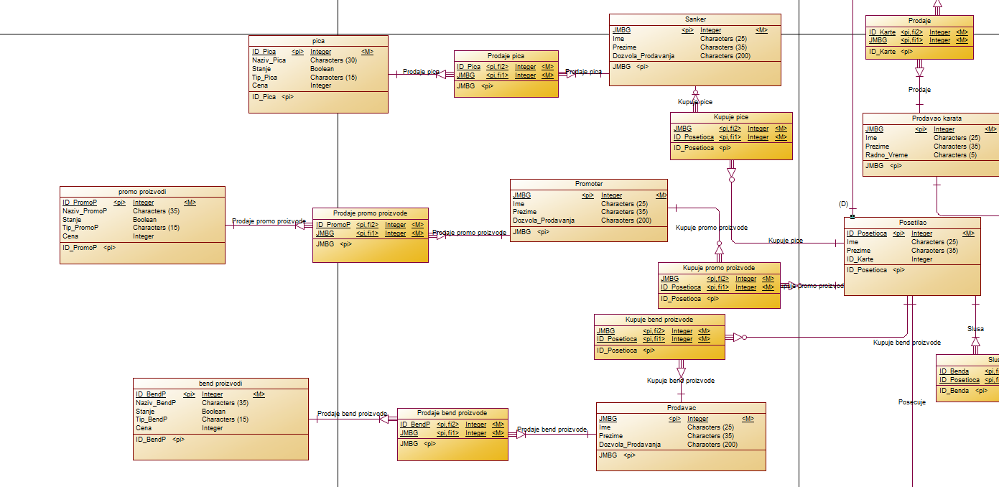 Sanker
JMBG <pi> Integer <M>
Ime Characters (25)
Prezime Characters (35)
Dozvola_Prodavanja Characters (200)
JMBG <pi>
Prodaje
ID_Karte <pi,fi2> Integer <M>
JMBG <pi,fi1> Integer <M>
ID_Karte <pi>
pica
ID_Pica <pi> Integer <M>
Naziv_Pica Characters (30)
Stanje Boolean
Tip_Pica Characters (15)
Cena Integer
ID_Pica <pi>
Prodaje pica
Prodaje pica
ID_Pica <pi,fi2> Integer <M>
JMBG <pi,fi1> Integer <M>
JMBG <pi>
Prodaje pica
Prodaje
Kupuje pice
Kupuje pice
JMBG <pi,fi2> Integer <M>
ID_Posetioca <pi,fi1> Integer <M>
ID_Posetioca <pi>
Prodavac karata
JMBG <pi> Integer <M>
Ime Characters (25)
Prezime Characters (35)
Radno_Vreme Characters (5)
JMBG <pi>
promo proizvodi
ID_PromoP <pi> Integer <M>
Naziv_PromoP Characters (35)
Stanje Boolean
Tip_PromoP Characters (15)
Cena Integer
ID_PromoP <pi>
Prodaje promo proizvode
Prodaje promo proizvode
ID_PromoP <pi,fi2> Integer <M>
JMBG <pi,fi1> Integer <M>
JMBG <pi>
Prodaje promo proizvode
Promoter
JMBG <pi> Integer <M>
Ime Characters (25)
Prezime Characters (35)
Dozvola_Prodavanja Characters (200)
JMBG <pi>
Kupuje promo proizvode
(D)
Kupuje pice
Posetilac
ID_Posetioca <pi> Integer <M>
Ime Characters (25)
Prezime Characters (35)
ID_Karte Integer
ID_Posetioca <pi>
Kupuje promo proizvode
JMBG <pi,fi2> Integer <M>
ID_Posetioca <pi,fi1> Integer <M>
ID_Posetioca <pi>
promo proizvod
Kupuje bend proizvode
JMBG <pi,fi2> Integer <M>
ID_Posetioca <pi,fi1> Integer <M>
ID_Posetioca <pi>
Kupuje bend proizvode
Slusa
Kupuje bend proizvode
Slus
ID_Benda <pi,f
ID_Posetioca <pi,f
ID_Benda <pi>
Posecuje
bend proizvodi
ID_BendP <pi> Integer <M>
Naziv_BendP Characters (35)
Stanje Boolean
Tip_BendP Characters (15)
Cena Integer
ID_BendP <pi>
Prodaje bend proizvode
Prodaje bend proizvode
ID_BendP <pi,fi2> Integer <M>
JMBG <pi,fi1> Integer <M>
JMBG <pi>
Prodaje bend proizvode
Prodavac
JMBG <pi> Integer <M>
Ime Characters (25)
Prezime Characters (35)
Dozvola_Prodavanja Characters (200)
JMBG <pi>